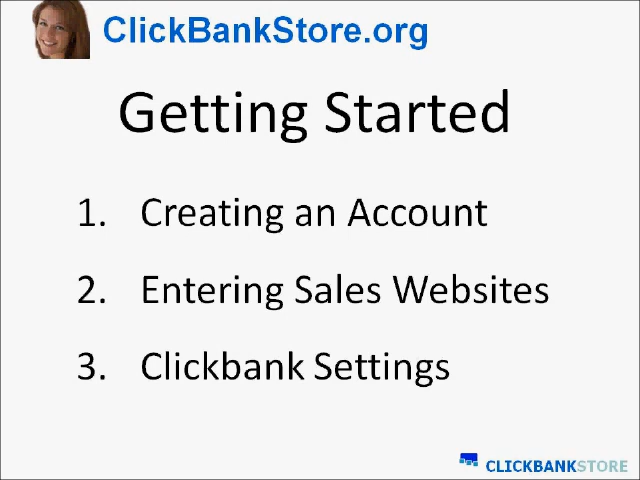 ClickBankStore.org
Getting Started
1. Creating an Account
2. Entering Sales Websites
3. Clickbank Settings
CLICKBANKSTORE